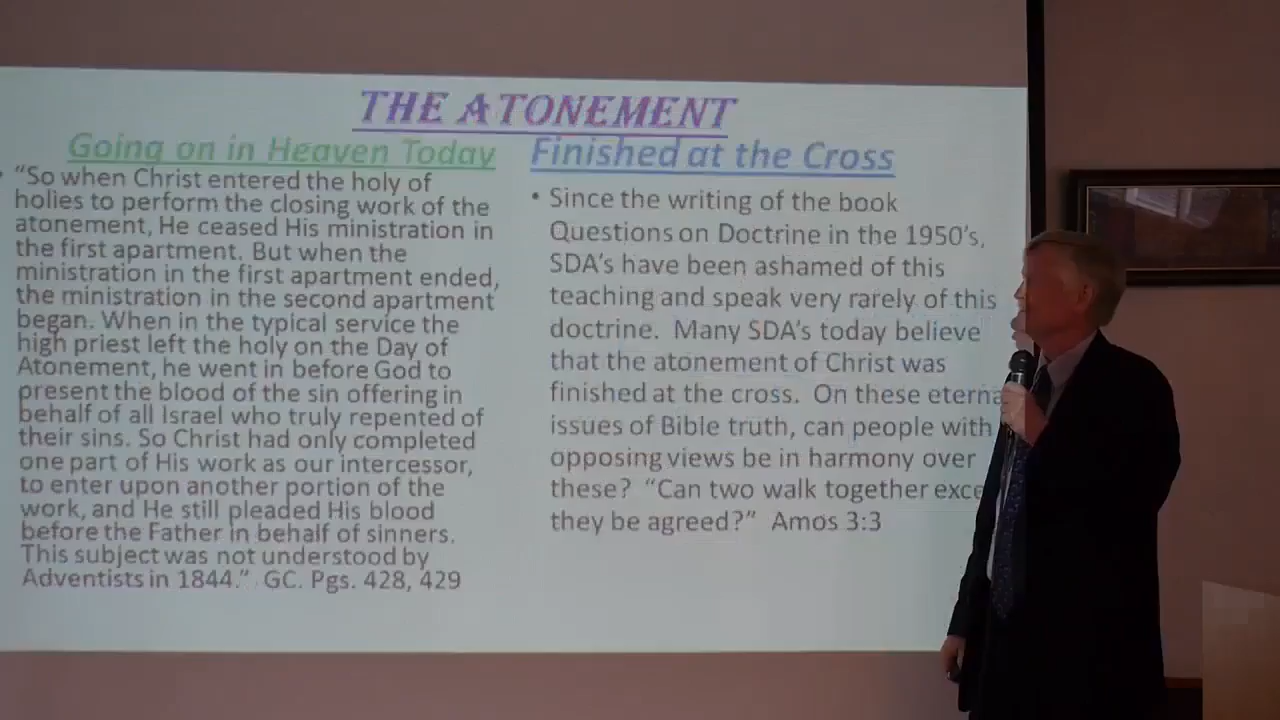 THE ATONEMENT
Going on in Heaven Today
• “So when Christ entered the holy of
holies to perform the closing work of the
atonement, He ceased His ministration in
the first apartment. But when the
ministration in the first apartment ended,
the ministration in the second apartment
began. When in the typical service the
high priest left the holy on the Day of
Atonement, he went in before God to
present the blood of the sin offering in
behalf of all Israel who truly repented of
their sins. So Christ had only completed
one part of His work as our intercessor,
to enter upon another portion of the
work, and He still pleaded His blood
before the Father in behalf of sinners.
This subject was not understood by
Adventists in 1844.” GC. Pgs. 428, 429
Finished at the Cross
• Since the writing of the book
Questions on Doctrine in the 1950’s,
SDA’s have been ashamed of this
teaching and speak very rarely of this
doctrine. Many SDA’s today believe
that the atonement of Christ was
finished at the cross. On these eterna
issues of Bible truth, can people with
opposing views be in harmony over
these? “Can two walk together exce
they be agreed?” Amos 3:3